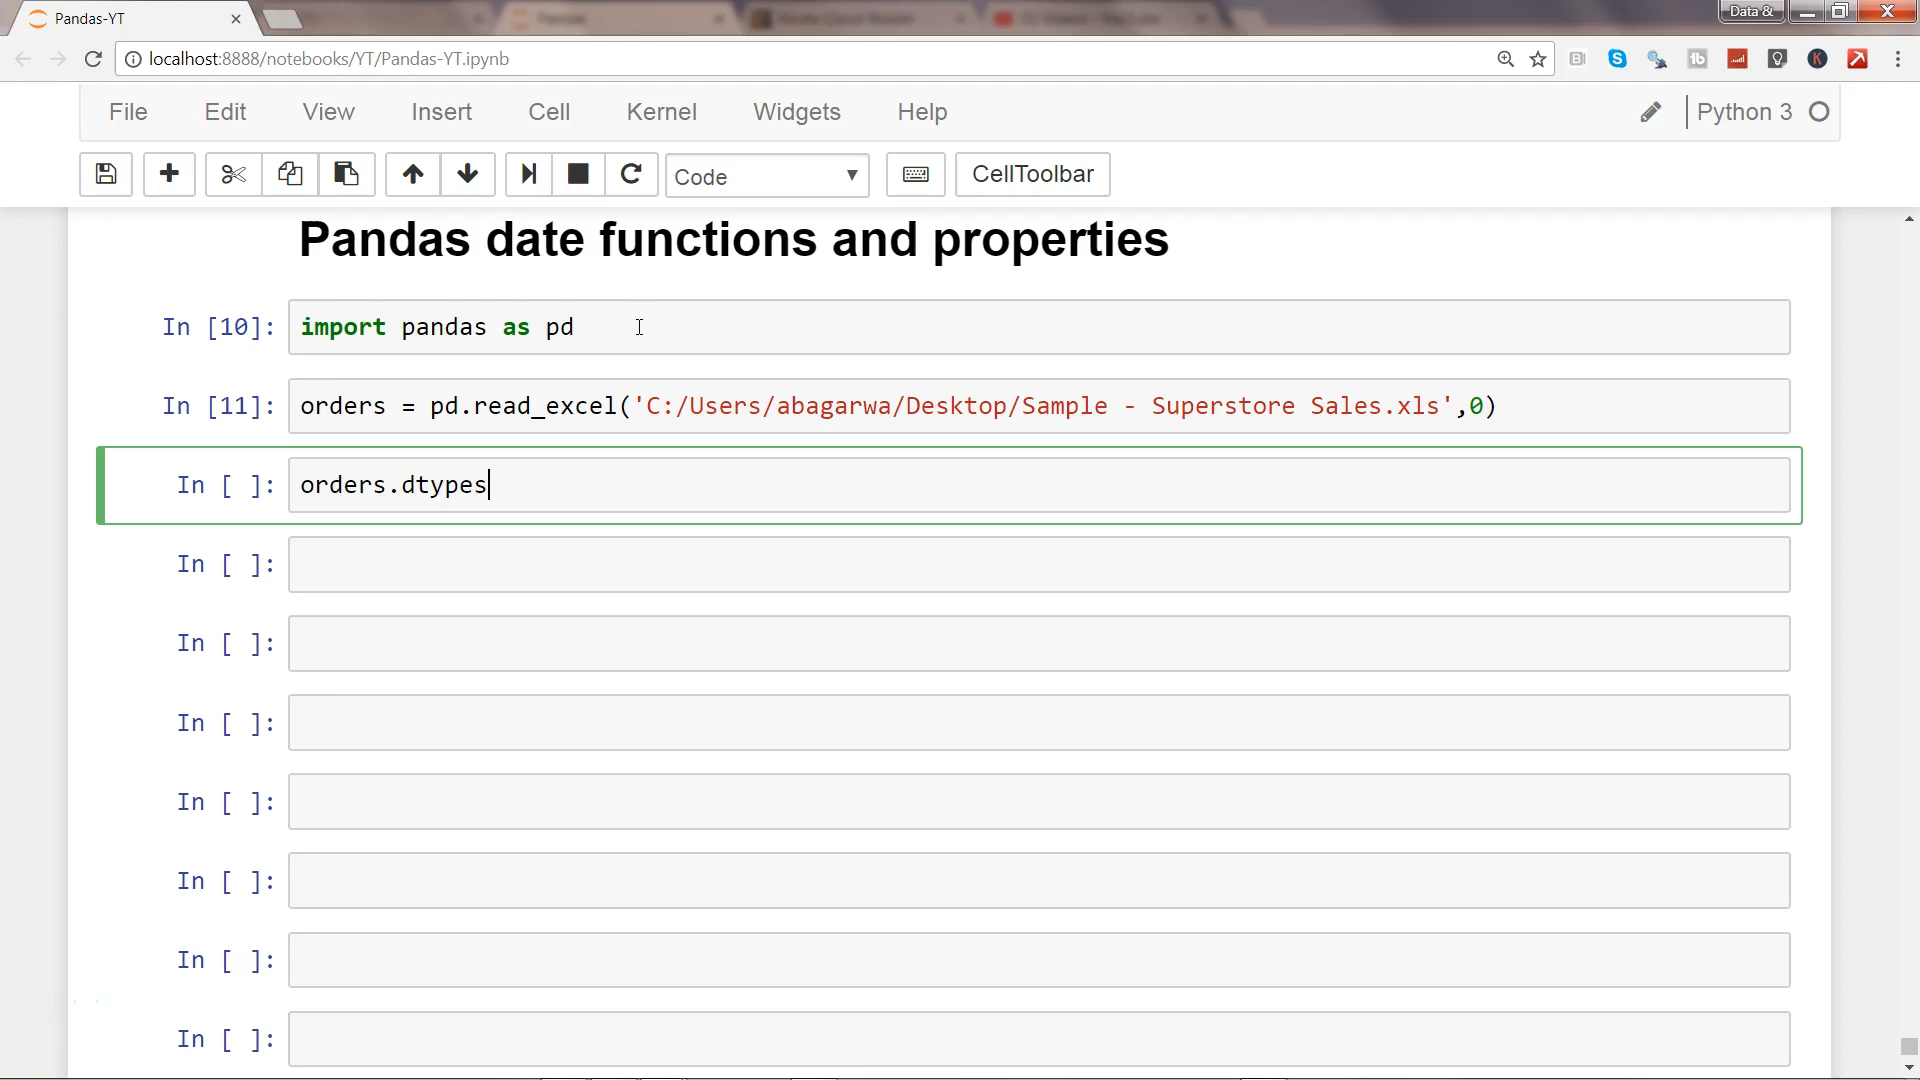 Pandas-YT
Data &
localhost:8888/notebooks/YT/Pandas-YT.ipynb
File Edit View Insert Cell Kernel Widgets Help Python 3
Code CellToolbar
Pandas date functions and properties
In [10]: import pandas as pd
In [11]: orders = pd.read_excel('C:/Users/abagarwa/Desktop/Sample - Superstore Sales.xls',0)
In [ ]: orders.dtypes
In [ ]:
In [ ]:
In [ ]:
In [ ]:
In [ ]:
In [ ]:
In [ ]: